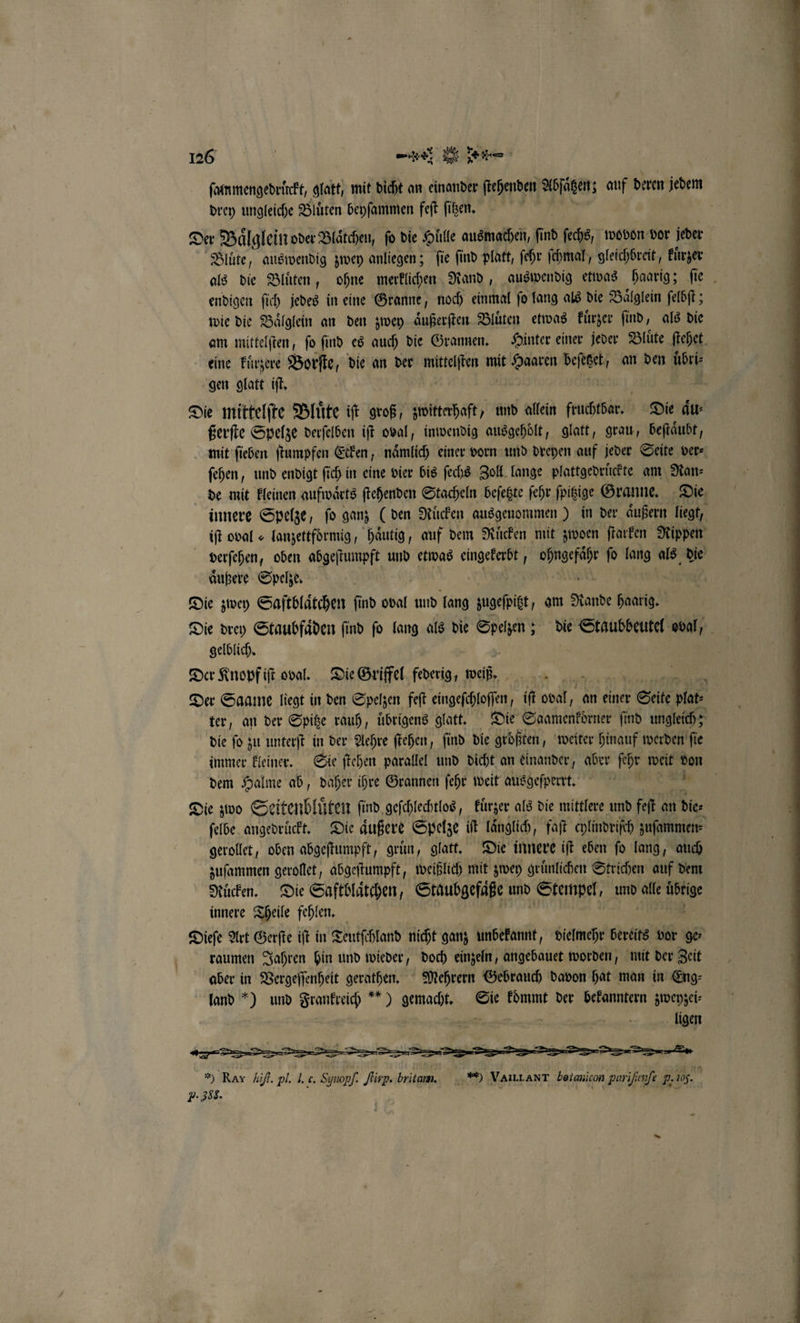 126
sammengedrückt, glatt, mit dicht an einander stehenden Absätzen; auf deren jedem
drey ungleiche Blüten beysammen fest sitzen.
Der Bälglein oder Blätchen, so die Hülle ausmachen, sind sechs, wovon vor jeder
Blüte, auswendig zwey anliegen; sie sind platt, sehr schmal, gleichbreit, kürzer
als die Blüten, ohne merklichen Rand, auswendig etwas haarig; sie
endigen sich jedes in eine Granne, noch einmal so lang als die Bälglein selbst;
wie die Bälglein an den zwey äußersten Blüten etwas kürzer sind, als die
am mittelsten, so sind es auch die Grannen. Hinter einer jeder Blüte stehet
eine kürzere Borste, die an der mittelsten mit Haaren besetzet, an den übri-
gen glatt ist.
Die mittelste Blüte ist groß, zwitterhaft, und allein fruchtbar. Die äu-
ßerste Spelze derselben ist oval, inwendig ausgehölt, glatt, grau, bestäubt,
mit sieben stumpfen Ecken, nämlich einer vorn und dreyen auf jeder Seite ver-
sehen, und endigt sich in eine vier bis sechs Zoll lange plattgedrückte am Ran-
de mit kleinen aufwärts stehenden Stacheln besetzte sehr spitzige Granne. Die
innere Spelze, so ganz (den Rücken ausgenommen) in der äußern liegt,
ist oval-lanzettförmig, häutig, auf dem Rücken mit zwoen starken Rippen
versehen, oben abgestumpft und etwas eingekerbt, ohngefähr so lang als die
äußere Spelze.
Die zwey Saftblätchen sind oval und lang zugespitzt, am Rande haarig.
Die drey Staubfäden sind so lang als die Spelzen; die Staubbeutel oval,
gelblich.
Der Knopf ist oval. Die Griffel federig, weiß.
Der Saame liegt in den Spelzen fest eingeschlossen, ist oval, an einer Seite plat-
ter, an der Spitze rauh, übrigens glatt. Die Saamenkörner sind ungleich;
die so zu unterst in der Aehre stehen, sind die größten, weiter hinauf werden sie
immer kleiner. Sie stehen parallel und dicht an einander, aber sehr weit von
dem Halme ab, daher ihre Grannen sehr weit ausgesperrt.
Die zwo Seitenblüten sind geschlechtlos, kürzer als die mittlere und fest an die-
selbe angedrückt. Die äußere Spelze ist länglich, fast cylindrisch zusammen-
gerollet, oben abgestumpft, grün, glatt. Die innere ist eben so lang, auch
zusammen gerollet, abgestumpft, weißlich mit zwey grünlichen Strichen auf dem
Rücken. Die Saftblätchen, Staubgefäße und Stempel, und alle übrige
innere Theile fehlen.
Diese Art Gerste ist in Teutschland nicht ganz unbekannt, vielmehr bereits vor ge-
raumen Jahren hin und wieder, doch einzeln, angebauet worden, mit der Zeit
aber in Vergessenheit gerathen. Mehrern Gebrauch davon hat man in Eng-
land *) und Frankreich **) gemacht. Sie kömmt der bekanntern zweyzei-
ligen
*) RAY hist. pl. l. c. Synops. stirp. britann. **) VAILLANT botanicon parisiense p. 105.
p. 388.